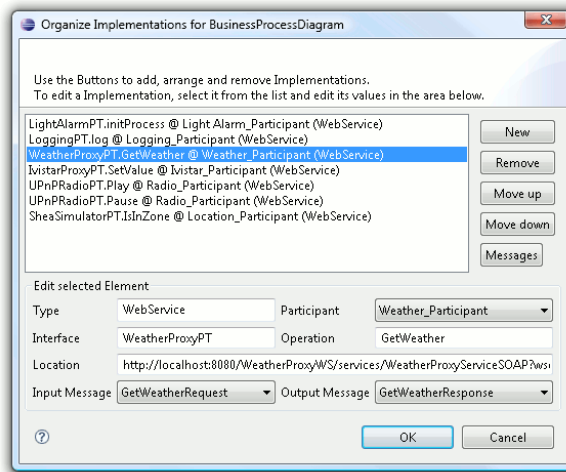 Organize Implementations for BusinessProcessDiagram
Use the Buttons to add, arrange and remove Implementations.
To edit a Implementation, select it from the list and edit its values in the area below.
LightAlarmPT.initProcess @ Light Alarm_Participant (WebService)
LoggingPT.log @ Logging_Participant (WebService)
WeatherProxyPT.GetWeather @ Weather_Participant (WebService)
IvistarProxyPT.SetValue @ Ivistar_Participant (WebService)
UPnPRadioPT.Play @ Radio_Participant (WebService)
UPnPRadioPT.Pause @ Radio_Participant (WebService)
SheaSimulatorPT.IsInZone @ Location_Participant (WebService)
New
Remove
Move up
Move down
Messages
Edit selected Element
Type WebService Participant Weather_Participant
Interface WeatherProxyPT Operation GetWeather
Location http://localhost:8080/WeatherProxyWS/services/WeatherProxyServiceSOAP?ws
Input Message GetWeatherRequest Output Message GetWeatherResponse
? OK Cancel